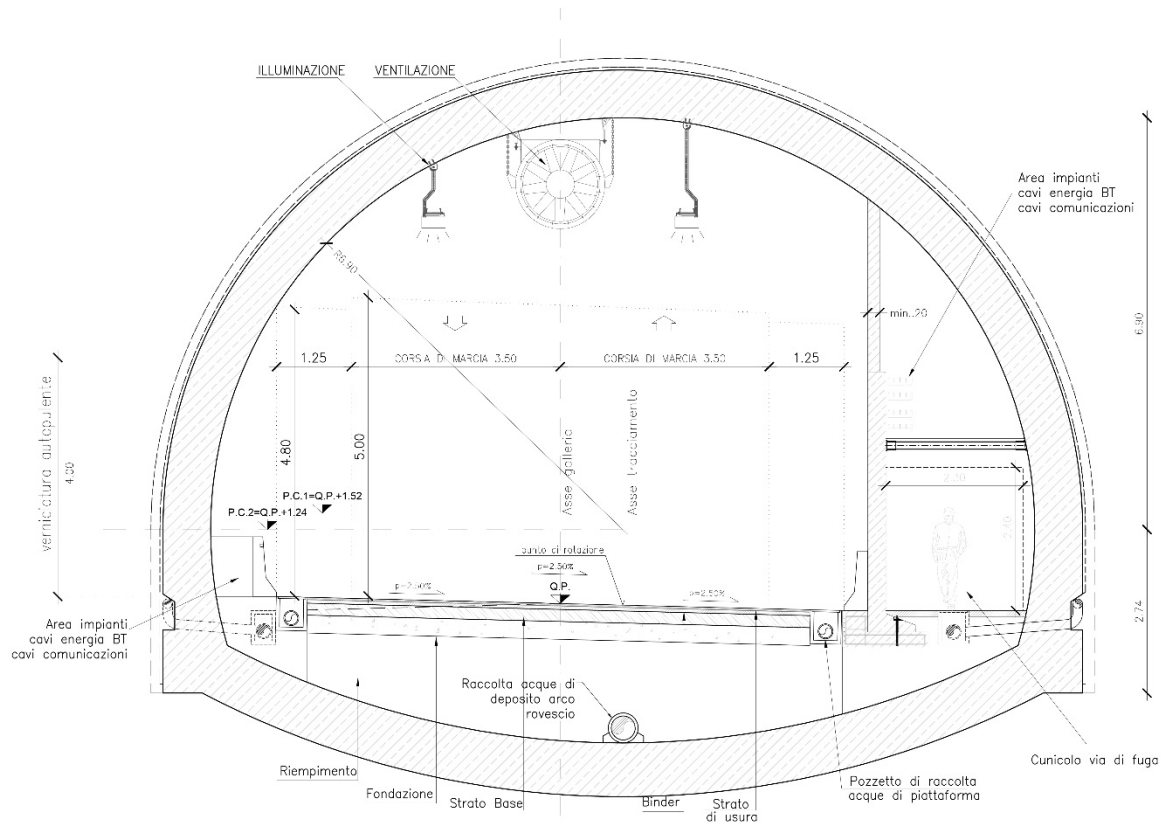 ILLUMINAZIONE
VENTILAZIONE
Area impianti
cavi energia BT
cavi comunicazioni
R6.90
min..20
6.90
1.25
CORSIA DI MARCIA 3.50
CORSIA DI MARCIA 3.50
1.25
verniciatura autopulente
4.00
4.80
5.00
Asse galleria
Asse tracciamento
P.C.1=Q.P.+1.52
P.C.2=Q.P.+1.24
2.30
2.40
punto di rotazione
p=2.50%
p=2.50%
Q.P.
p=2.50%
2.74
Area impianti
cavi energia BT
cavi comunicazioni
Raccolta acque di
deposito arco
rovescio
Riempimento
Fondazione
Strato Base
Binder
Strato
di usura
Pozzetto di raccolta
acque di piattaforma
Cunicolo via di fuga